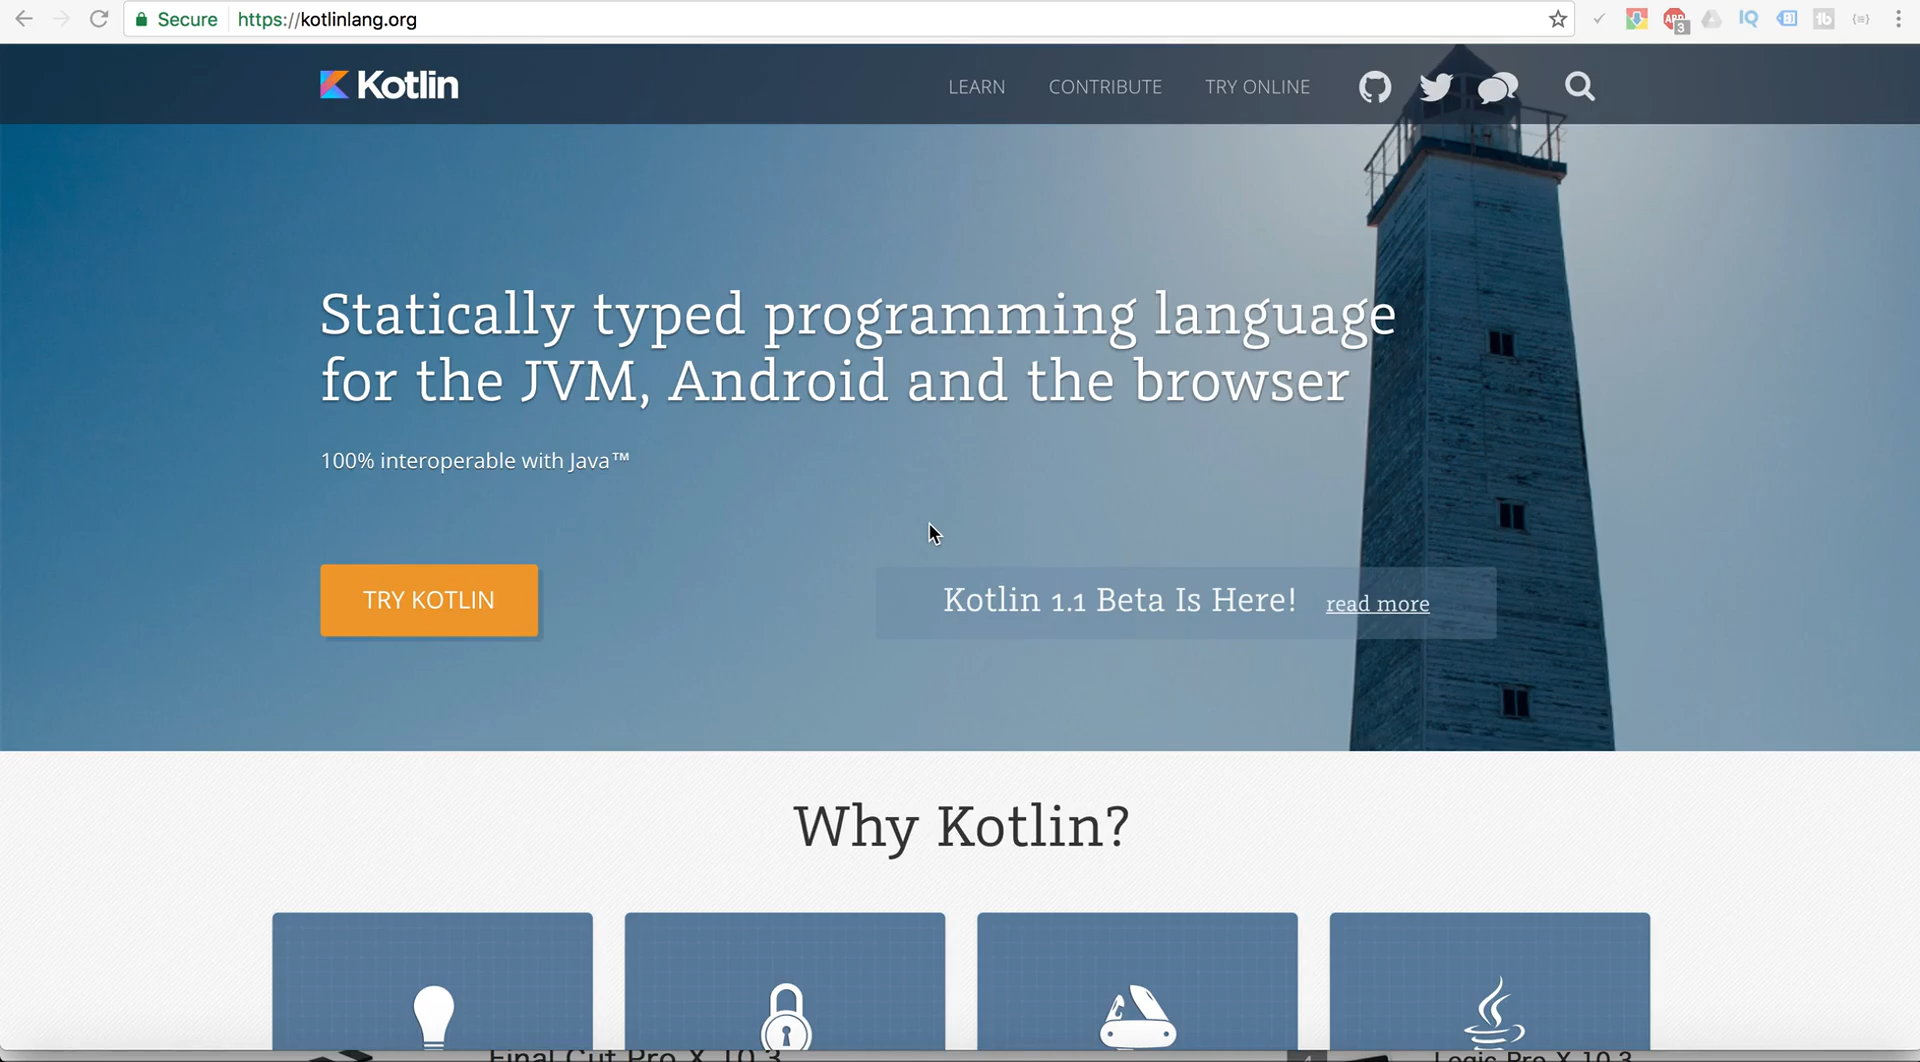 Secure https://kotlinlang.org
3
Kotlin
LEARN CONTRIBUTE TRY ONLINE
Statically typed programming language
for the JVM, Android and the browser
100% interoperable with Java™
TRY KOTLIN
Kotlin 1.1 Beta Is Here! read more
Why Kotlin?
Final Cut Pro X 10.3
Logic Pro X 10.3